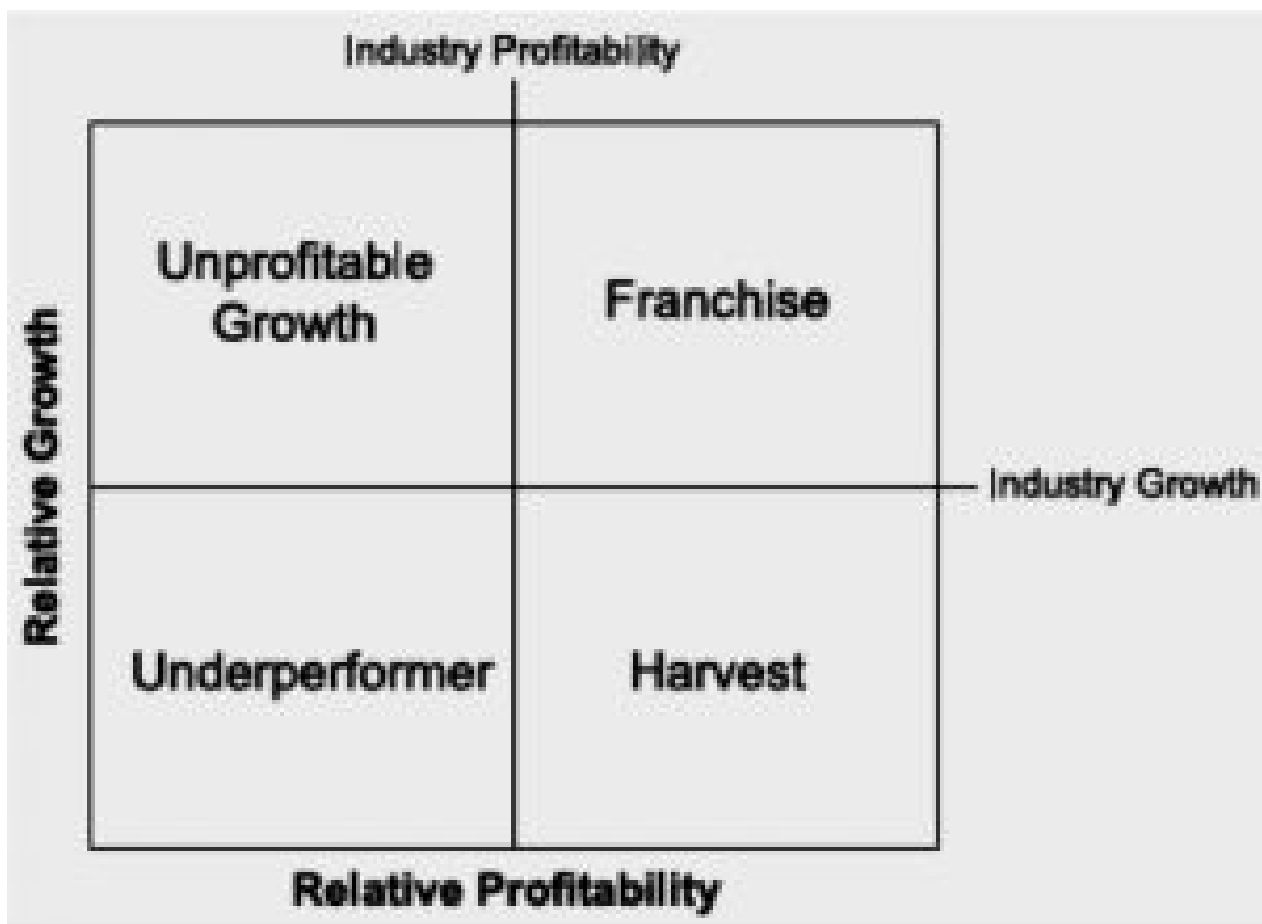 Industry Profitability
Unprofitable
Growth
Franchise
Relative Growth
Industry Growth
Underperformer
Harvest
Relative Profitability